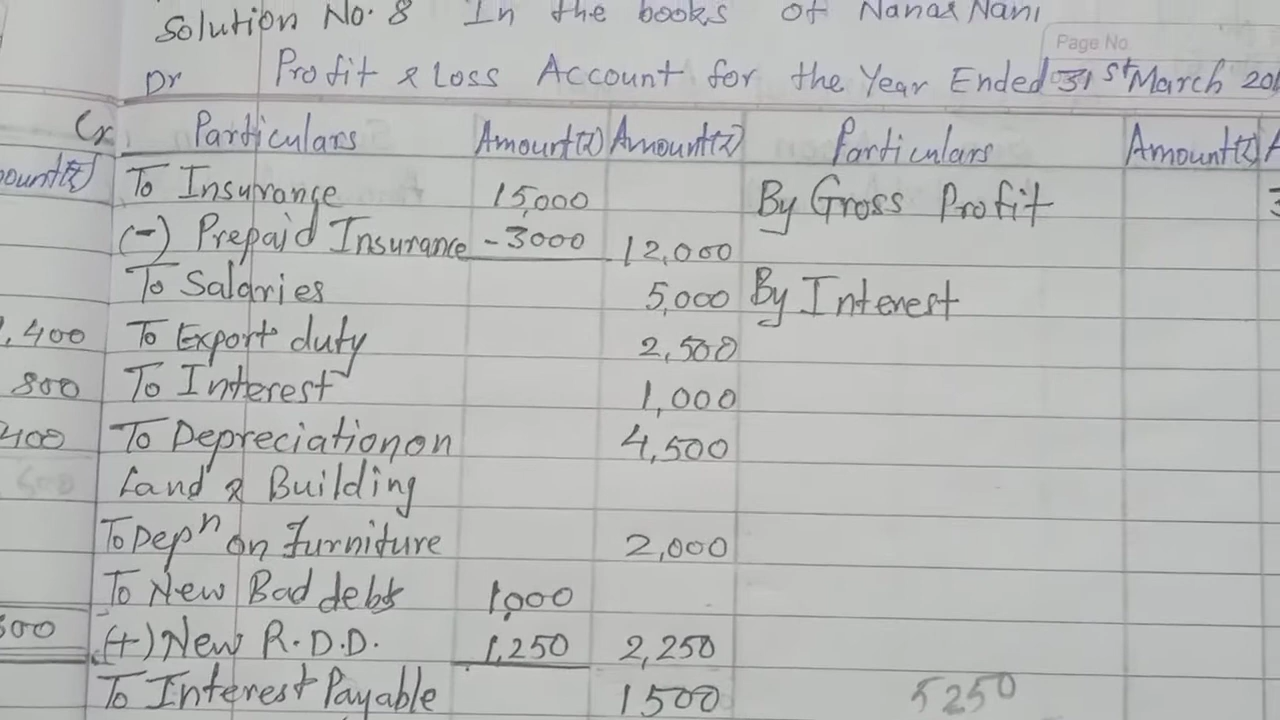 Solution No. 8 In the books of Nana & Nani
Page No
Dr Profit & Loss Account for the Year Ended 31st March
Cr Particulars Amount(₹) Amount(₹) Particulars Amount(₹)
To Insurance 15,000 By Gross Profit
(-) Prepaid Insurance -3000 12,000
To Salaries 5,000 By Interest
400 To Export duty 2,500
800 To Interest 1,000
400 To Depreciation on 4,500
Land & Building
To Depn on Furniture 2,000
To New Bad debts 1,000
(+) New R.D.D. 1,250 2,250
To Interest Payable 1500 5250